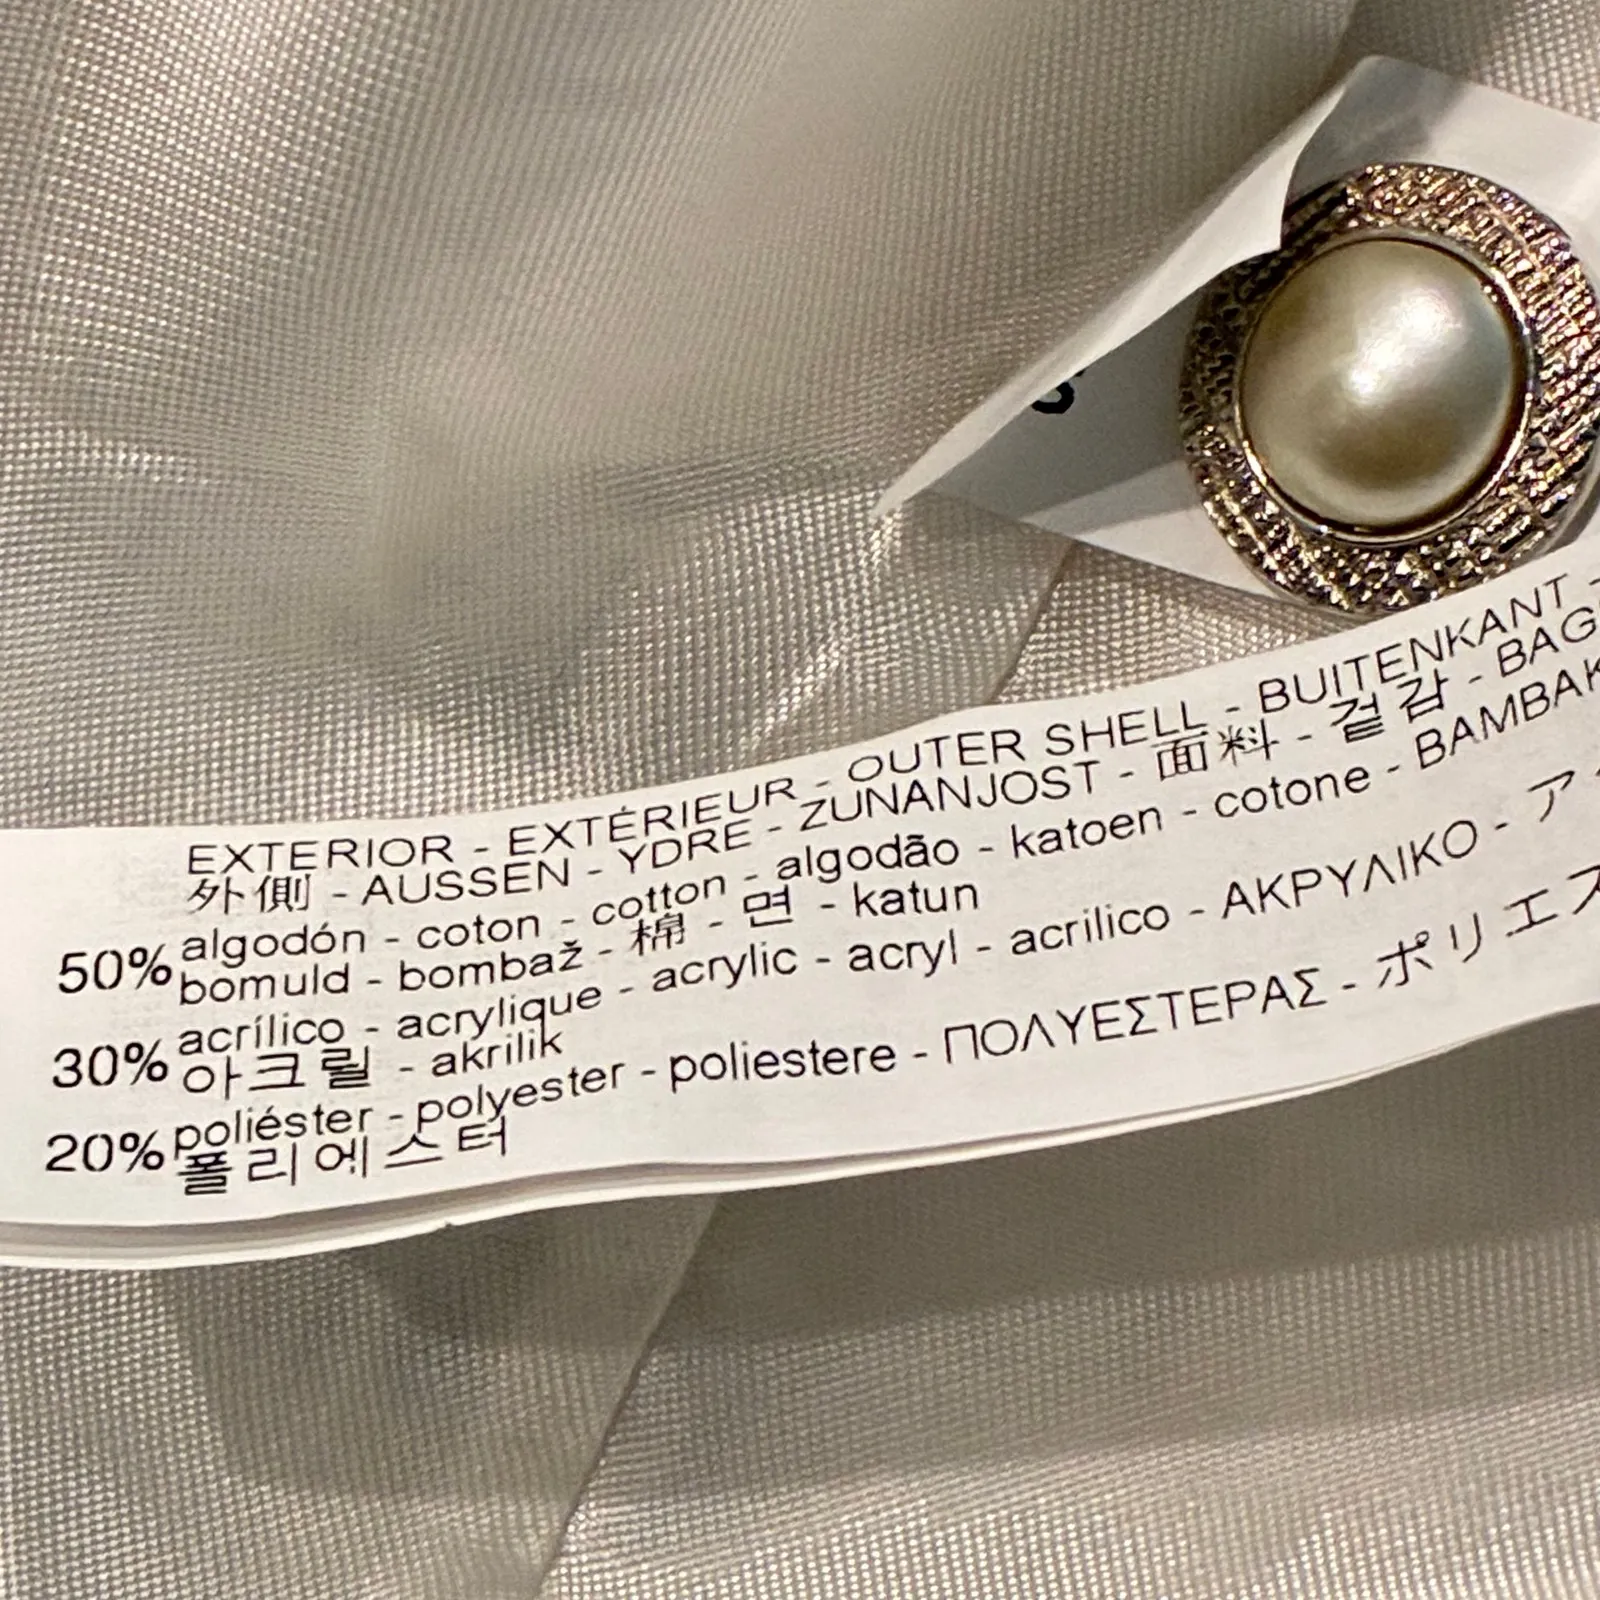 EXTERIOR - EXTÉRIEUR - OUTER SHELL - BUITENKANT -
外側 - AUSSEN - YDRE - ZUNANJOST - 面料 - 겉감 - BAG
50% algodón - coton - cotton - algodão - katoen - cotone - BAMBAK
bomuld - bombaž - 棉 - 면 - katun
30% acrílico - acrylique - acrylic - acryl - acrilico - ΑΚΡΥΛΙΚΟ - ア
아크릴 - akrilik
20% poliéster - polyester - poliestere - ΠΟΛΥΕΣΤΕΡΑΣ - ポリエス
폴리에스터